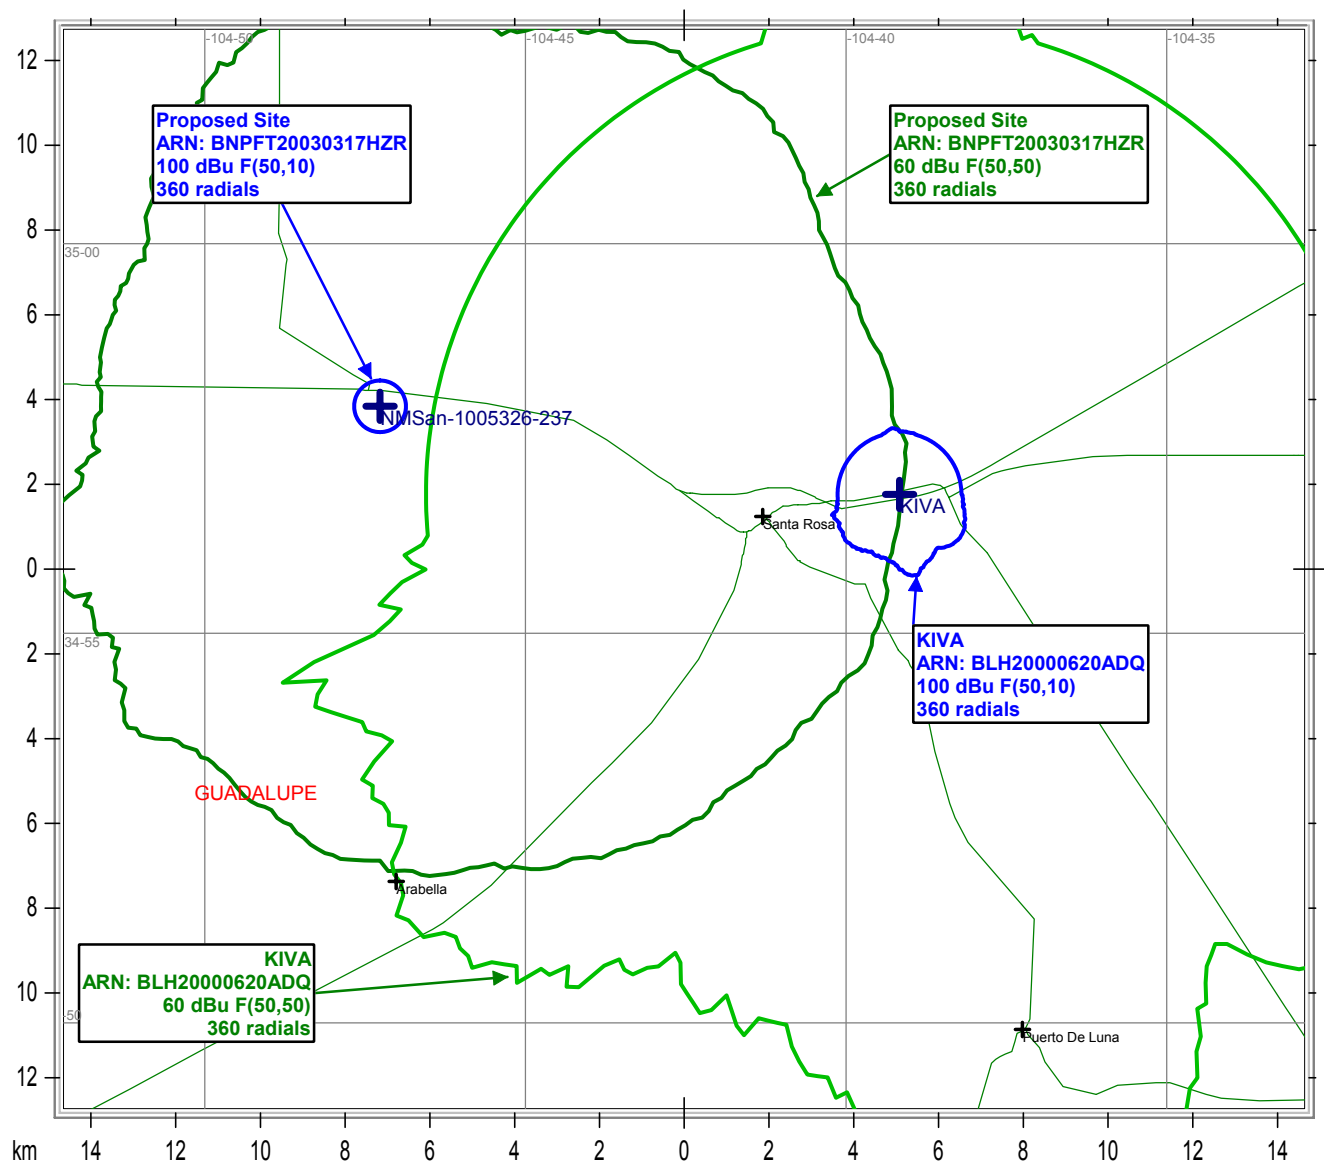 12
10
8
6
4
2
0
2
4
6
8
10
12
-104-50
-104-45
-104-40
-104-35
35-00
34-55
50
Proposed Site
ARN: BNPFT20030317HZR
100 dBu F(50,10)
360 radials
Proposed Site
ARN: BNPFT20030317HZR
60 dBu F(50,50)
360 radials
NMSan-1005326-237
KIVA
Santa Rosa
KIVA
ARN: BLH20000620ADQ
100 dBu F(50,10)
360 radials
GUADALUPE
Arabella
KIVA
ARN: BLH20000620ADQ
60 dBu F(50,50)
360 radials
Puerto De Luna
km
14 12 10 8 6 4 2 0 2 4 6 8 10 12 14